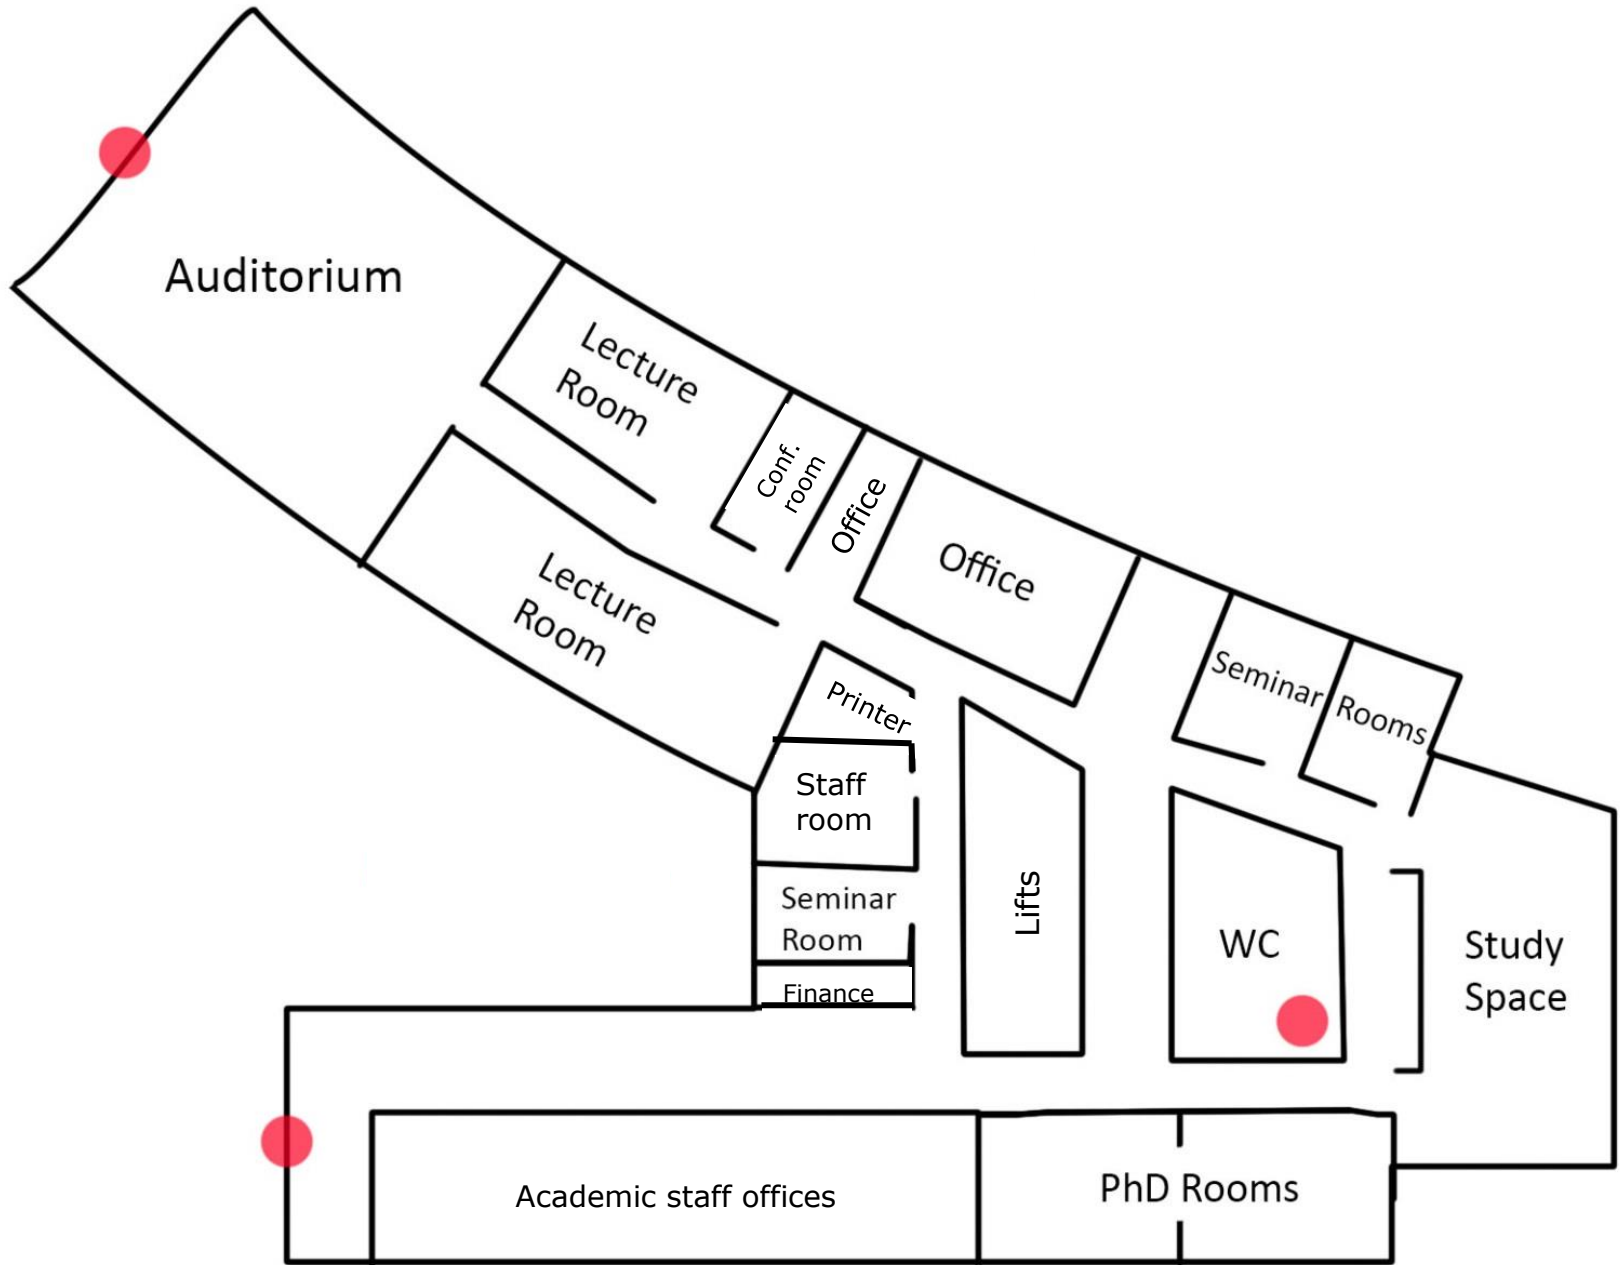 Auditorium
Lecture
Room
Conf.
room
Office
Office
Lecture
Room
Seminar
Rooms
Printer
Staff
room
Seminar
Room
Finance
Lifts
WC
Study
Space
Academic staff offices
PhD Rooms